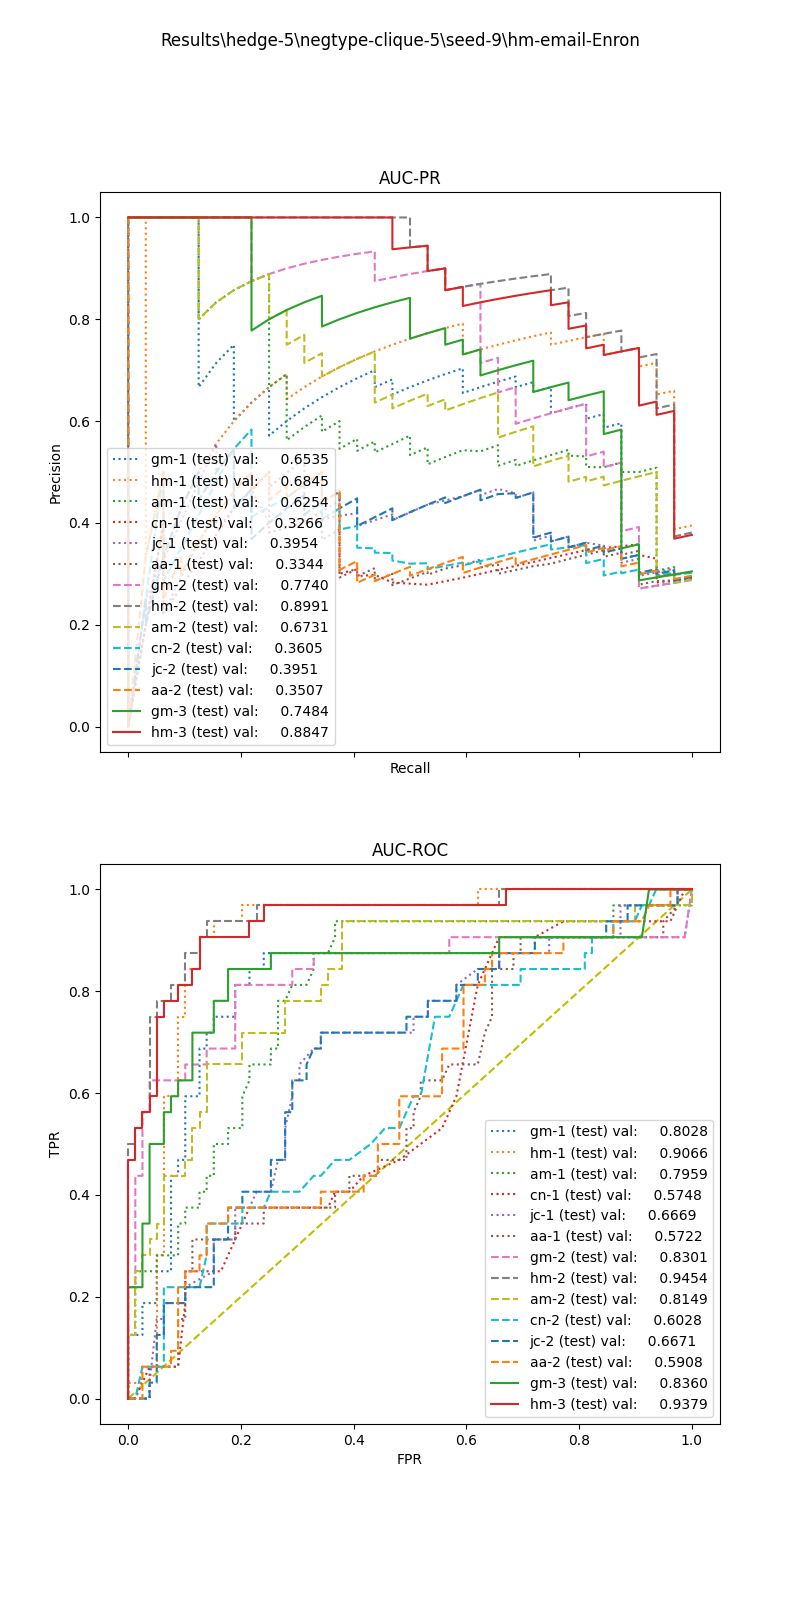 Results\hedge-5\negtype-clique-5\seed-9\hm-email-Enron
AUC-PR
1.0
0.8
0.6
0.4
0.2
0.0
Precision
gm-1 (test) val: 0.6535
hm-1 (test) val: 0.6845
am-1 (test) val: 0.6254
cn-1 (test) val: 0.3266
jc-1 (test) val: 0.3954
aa-1 (test) val: 0.3344
gm-2 (test) val: 0.7740
hm-2 (test) val: 0.8991
am-2 (test) val: 0.6731
cn-2 (test) val: 0.3605
jc-2 (test) val: 0.3951
aa-2 (test) val: 0.3507
gm-3 (test) val: 0.7484
hm-3 (test) val: 0.8847
Recall
AUC-ROC
1.0
0.8
0.6
0.4
0.2
0.0
TPR
gm-1 (test) val: 0.8028
hm-1 (test) val: 0.9066
am-1 (test) val: 0.7959
cn-1 (test) val: 0.5748
jc-1 (test) val: 0.6669
aa-1 (test) val: 0.5722
gm-2 (test) val: 0.8301
hm-2 (test) val: 0.9454
am-2 (test) val: 0.8149
cn-2 (test) val: 0.6028
jc-2 (test) val: 0.6671
aa-2 (test) val: 0.5908
gm-3 (test) val: 0.8360
hm-3 (test) val: 0.9379
0.0 0.2 0.4 0.6 0.8 1.0
FPR